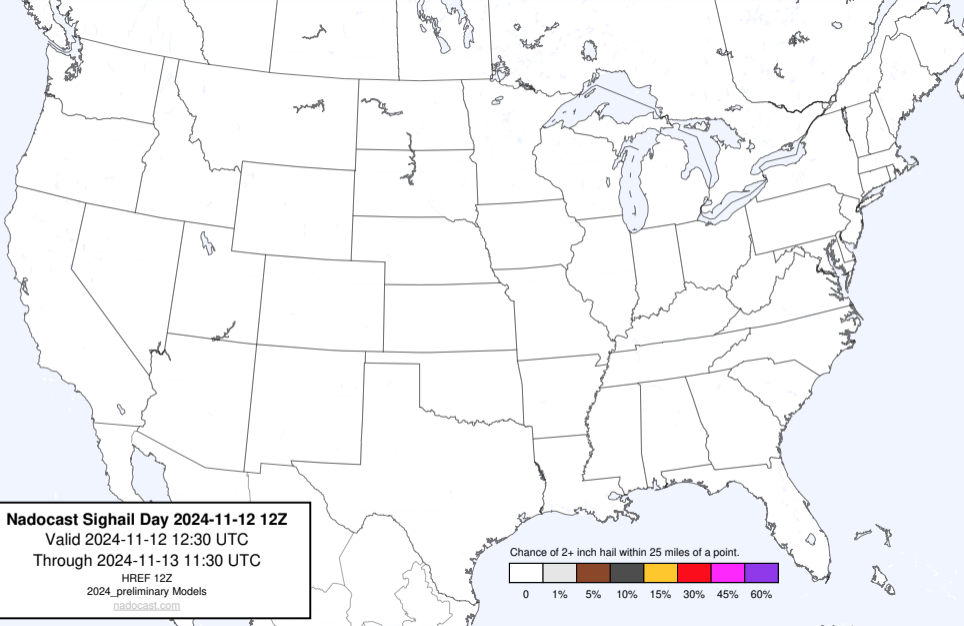 Nadocast Sighail Day 2024-11-12 12Z
Valid 2024-11-12 12:30 UTC
Through 2024-11-13 11:30 UTC
HREF 12Z
2024_preliminary Models
nadocast.com
Chance of 2+ inch hail within 25 miles of a point.
0 1% 5% 10% 15% 30% 45% 60%